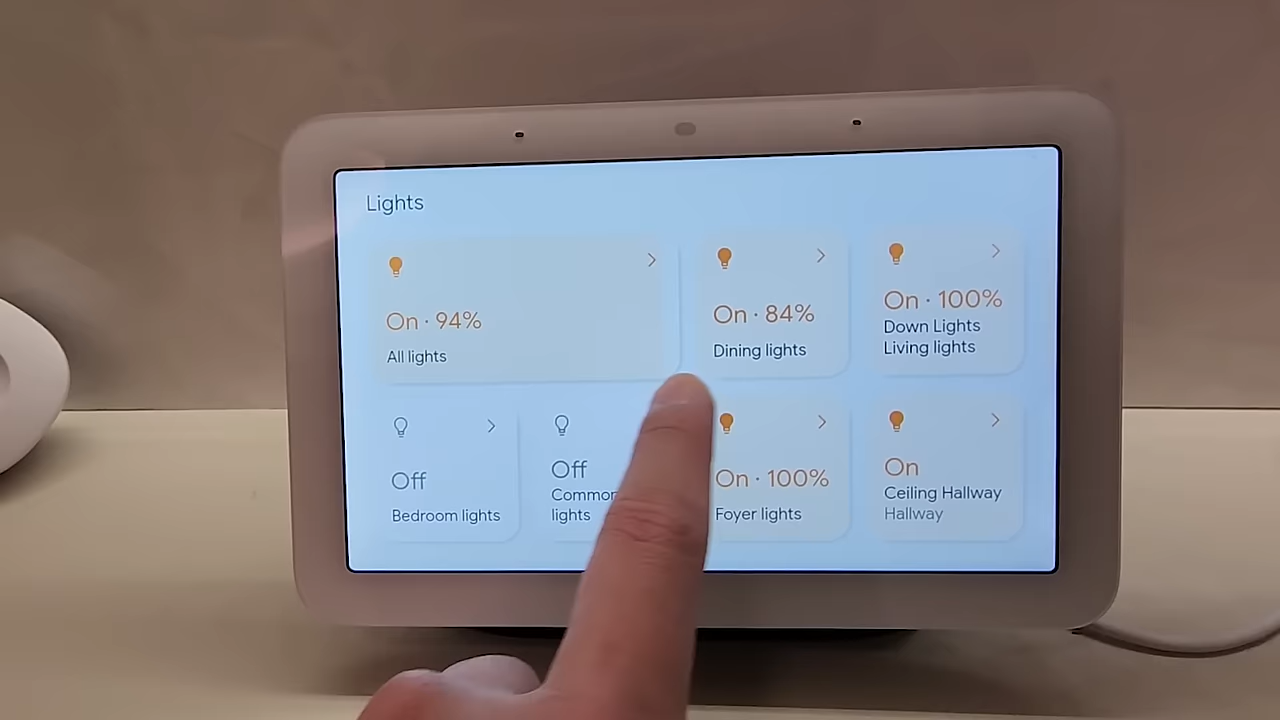 Lights
On · 94%
All lights
On · 84%
Dining lights
On · 100%
Down Lights
Living lights
Off
Bedroom lights
Off
lights
On · 100%
Foyer lights
On
Ceiling Hallway
Hallway